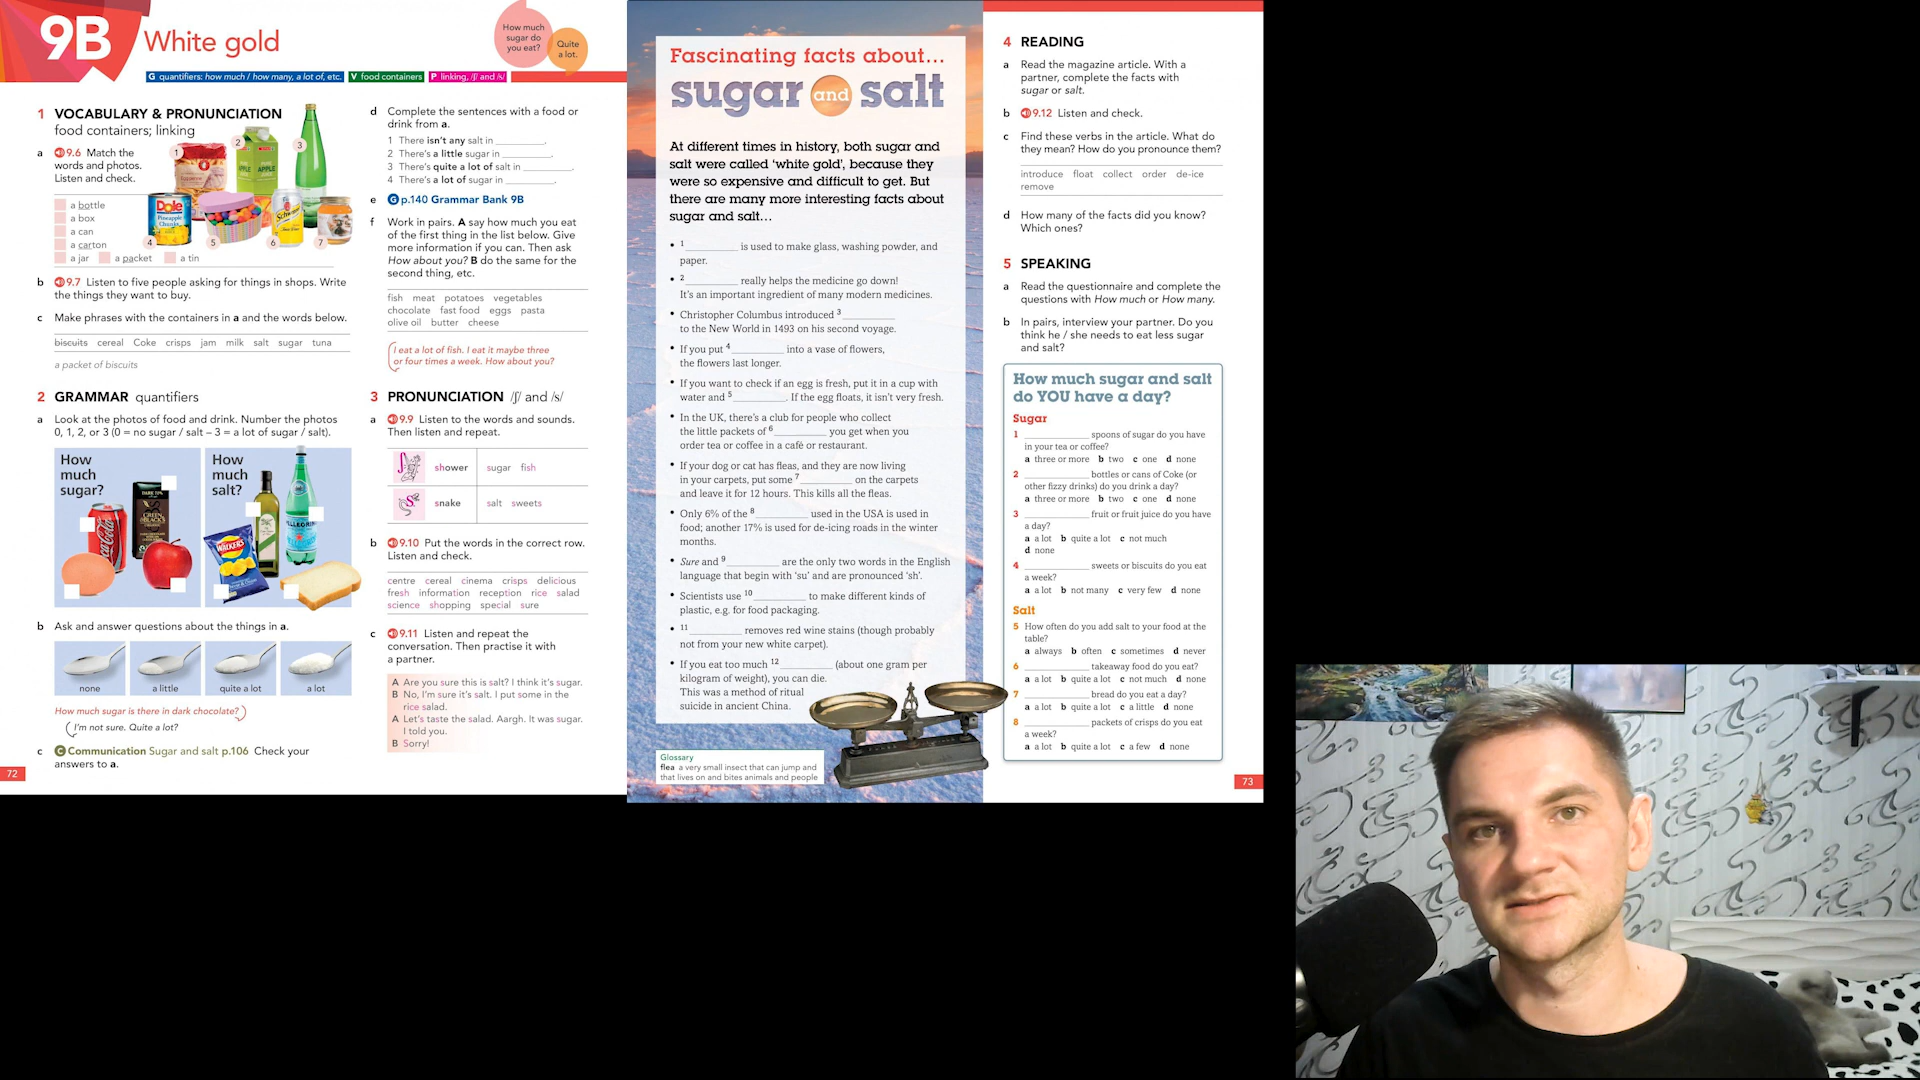 9B White gold
How much
sugar do
you eat?
Quite
a lot.
G quantifiers: how much / how many, a lot of, etc. V food containers P linking, /ʃ/ and /s/
1 VOCABULARY & PRONUNCIATION
food containers; linking
a 9.6 Match the
words and photos.
Listen and check.
a bottle
a box
a can
a carton
a jar a packet a tin
1
2
3
4
5
6
7
b 9.7 Listen to five people asking for things in shops. Write
the things they want to buy.
c Make phrases with the containers in a and the words below.
biscuits cereal Coke crisps jam milk salt sugar tuna
a packet of biscuits
2 GRAMMAR quantifiers
a Look at the photos of food and drink. Number the photos
0, 1, 2, or 3 (0 = no sugar / salt – 3 = a lot of sugar / salt).
How
much
sugar?
How
much
salt?
b Ask and answer questions about the things in a.
none a little quite a lot a lot
How much sugar is there in dark chocolate?
I'm not sure. Quite a lot?
c C Communication Sugar and salt p.106 Check your
answers to a.
72
d Complete the sentences with a food or
drink from a.
1 There isn't any salt in ________.
2 There's a little sugar in ________.
3 There's quite a lot of salt in ________.
4 There's a lot of sugar in ________.
e G p.140 Grammar Bank 9B
f Work in pairs. A say how much you eat
of the first thing in the list below. Give
more information if you can. Then ask
How about you? B do the same for the
second thing, etc.
fish meat potatoes vegetables
chocolate fast food eggs pasta
olive oil butter cheese
I eat a lot of fish. I eat it maybe three
or four times a week. How about you?
3 PRONUNCIATION /ʃ/ and /s/
a 9.9 Listen to the words and sounds.
Then listen and repeat.
shower sugar fish
snake salt sweets
b 9.10 Put the words in the correct row.
Listen and check.
centre cereal cinema crisps delicious
fresh information reception rice salad
science shopping special sure
c 9.11 Listen and repeat the
conversation. Then practise it with
a partner.
A Are you sure this is salt? I think it's sugar.
B No, I'm sure it's salt. I put some in the
rice salad.
A Let's taste the salad. Aargh. It was sugar.
I told you.
B Sorry!
Fascinating facts about...
sugar and salt
At different times in history, both sugar and
salt were called 'white gold', because they
were so expensive and difficult to get. But
there are many more interesting facts about
sugar and salt...
• 1 ________ is used to make glass, washing powder, and
paper.
• 2 ________ really helps the medicine go down!
It's an important ingredient of many modern medicines.
• Christopher Columbus introduced 3 ________
to the New World in 1493 on his second voyage.
• If you put 4 ________ into a vase of flowers,
the flowers last longer.
• If you want to check if an egg is fresh, put it in a cup with
water and 5 ________. If the egg floats, it isn't very fresh.
• In the UK, there's a club for people who collect
the little packets of 6 ________ you get when you
order tea or coffee in a café or restaurant.
• If your dog or cat has fleas, and they are now living
in your carpets, put some 7 ________ on the carpets
and leave it for 12 hours. This kills all the fleas.
• Only 6% of the 8 ________ used in the USA is used in
food; another 17% is used for de-icing roads in the winter
months.
• Sure and 9 ________ are the only two words in the English
language that begin with 'su' and are pronounced 'sh'.
• Scientists use 10 ________ to make different kinds of
plastic, e.g. for food packaging.
• 11 ________ removes red wine stains (though probably
not from your new white carpet).
• If you eat too much 12 ________ (about one gram per
kilogram of weight), you can die.
This was a method of ritual
suicide in ancient China.
Glossary
flea a very small insect that can jump and
that lives on and bites animals and people
4 READING
a Read the magazine article. With a
partner, complete the facts with
sugar or salt.
b 9.12 Listen and check.
c Find these verbs in the article. What do
they mean? How do you pronounce them?
introduce float collect order de-ice
remove
d How many of the facts did you know?
Which ones?
5 SPEAKING
a Read the questionnaire and complete the
questions with How much or How many.
b In pairs, interview your partner. Do you
think he / she needs to eat less sugar
and salt?
How much sugar and salt
do YOU have a day?
Sugar
1 ________ spoons of sugar do you have
in your tea or coffee?
a three or more b two c one d none
2 ________ bottles or cans of Coke (or
other fizzy drinks) do you drink a day?
a three or more b two c one d none
3 ________ fruit or fruit juice do you have
a day?
a a lot b quite a lot c not much
d none
4 ________ sweets or biscuits do you eat
a week?
a a lot b not many c very few d none
Salt
5 How often do you add salt to your food at the
table?
a always b often c sometimes d never
6 ________ takeaway food do you eat?
a a lot b quite a lot c not much d none
7 ________ bread do you eat a day?
a a lot b quite a lot c a little d none
8 ________ packets of crisps do you eat
a week?
a a lot b quite a lot c a few d none
73